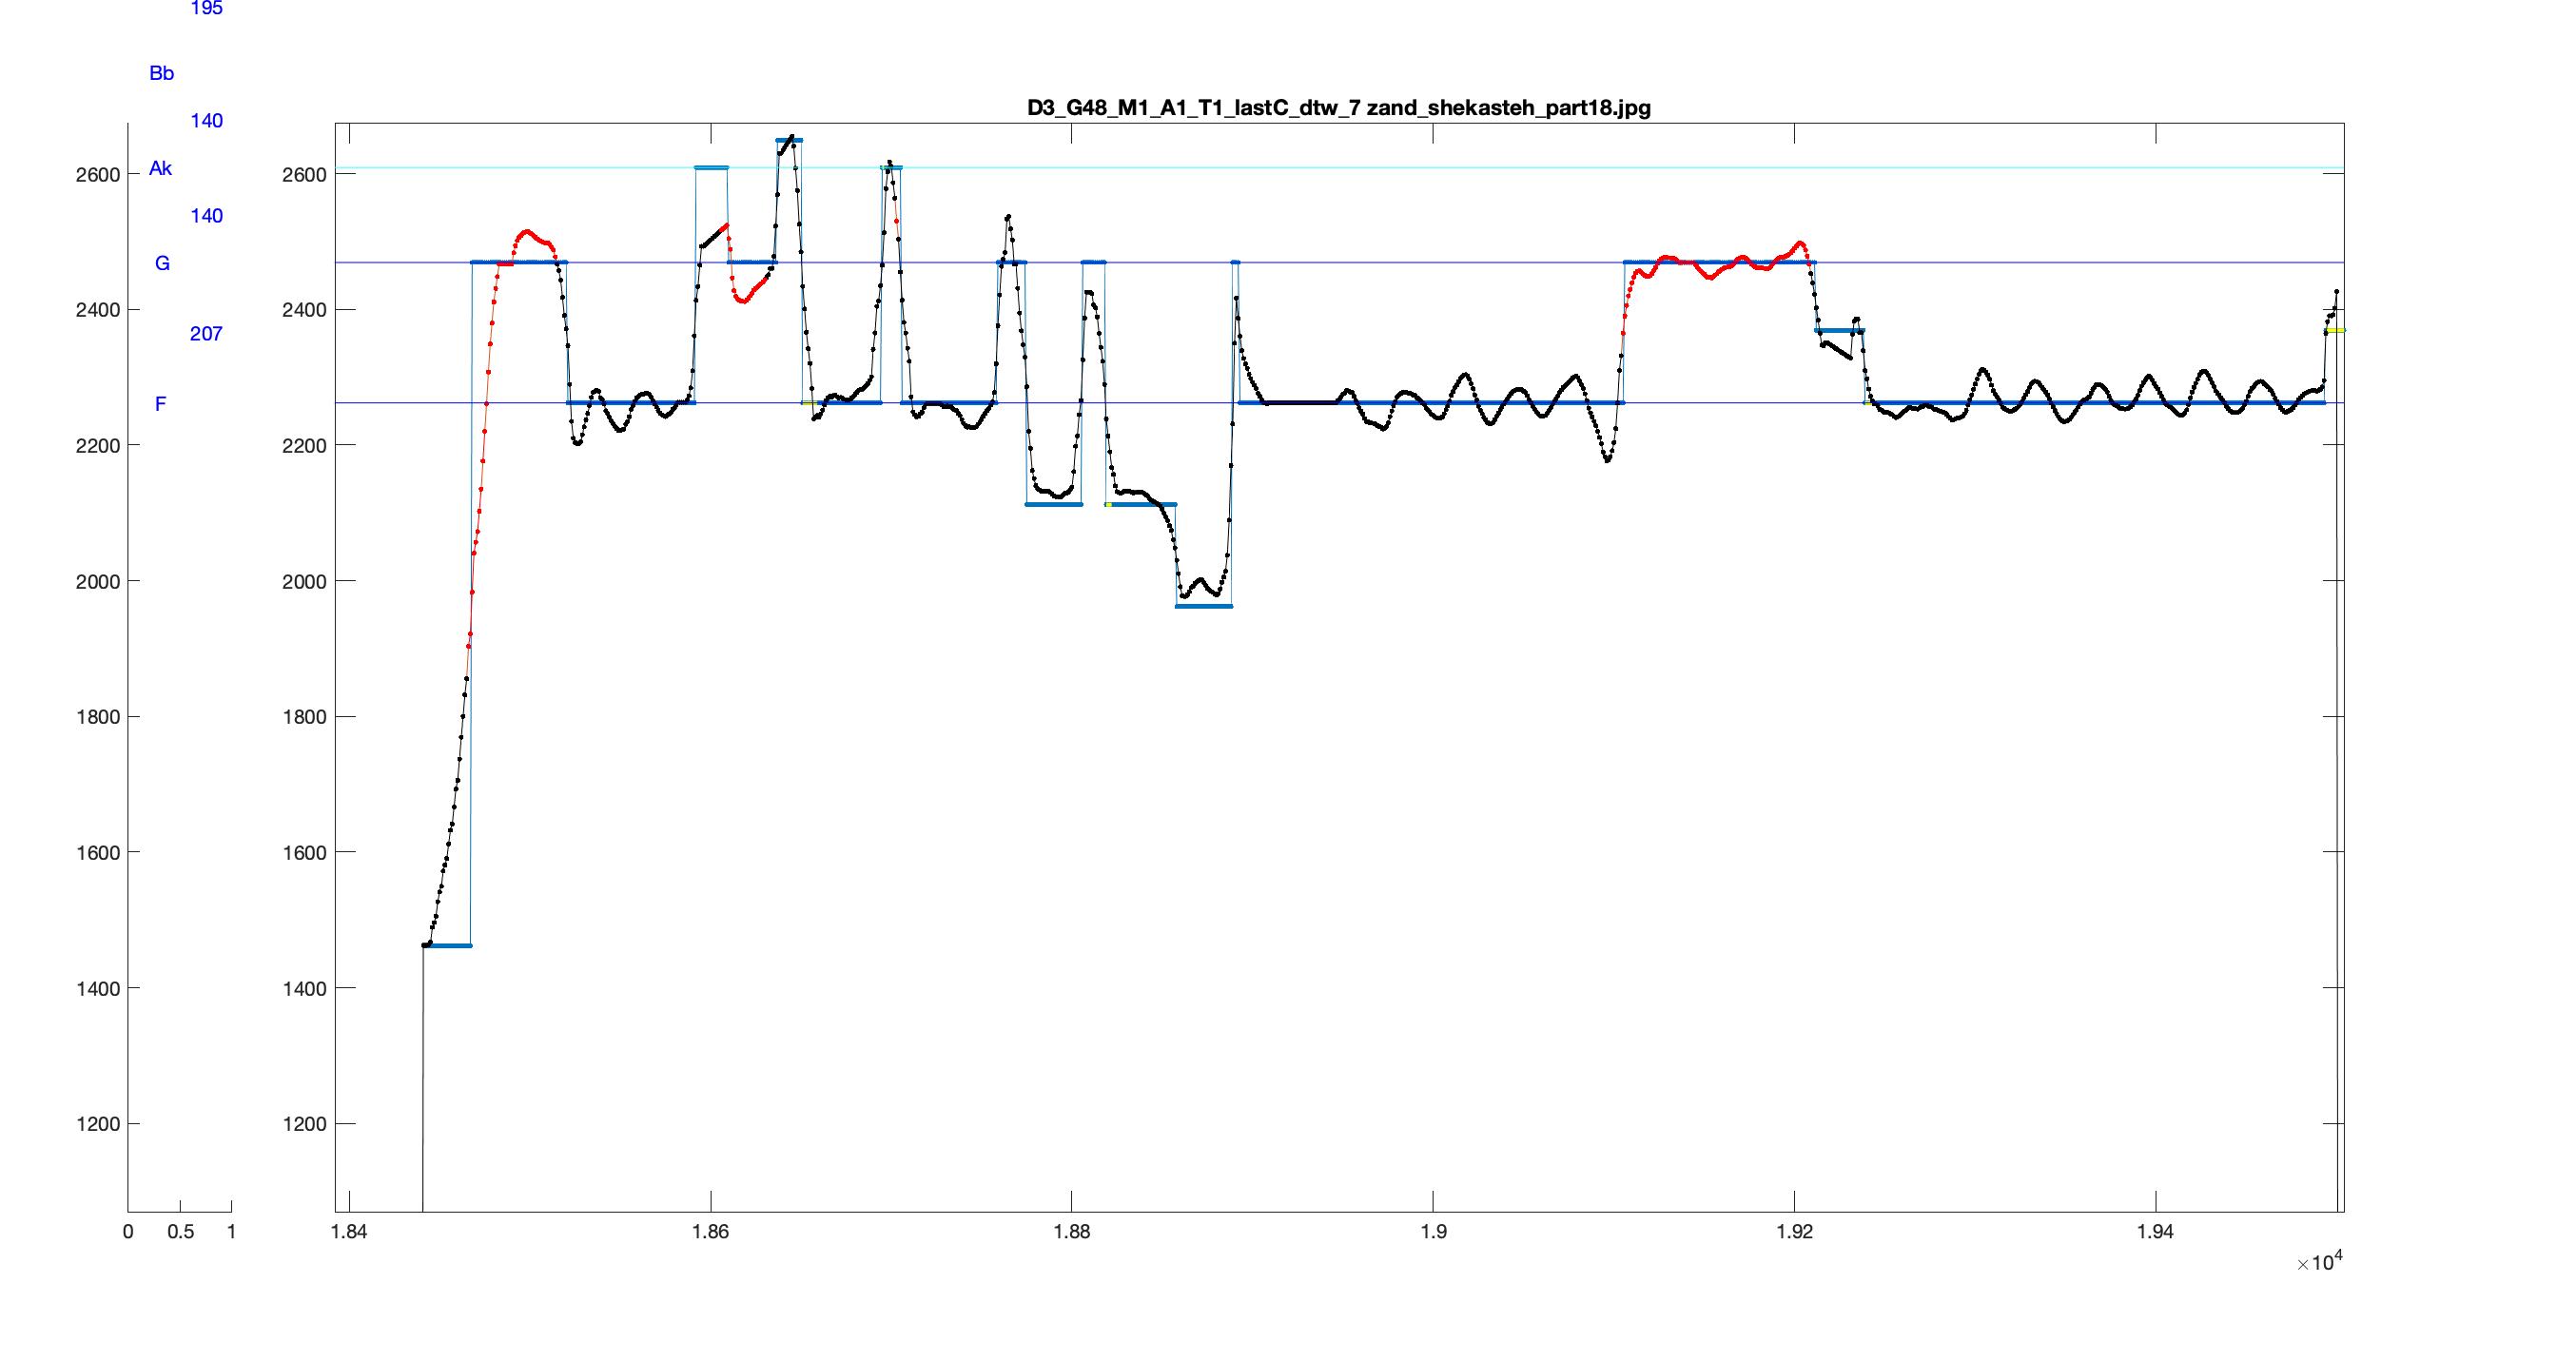 195
Bb
D3_G48_M1_A1_T1_lastC_dtw_7 zand_shekasteh_part18.jpg
140
2600 Ak 2600
140
G
2400 2400
207
F
2200 2200
2000 2000
1800 1800
1600 1600
1400 1400
1200 1200
0 0.5 1 1.84 1.86 1.88 1.9 1.92 1.94
×10⁴